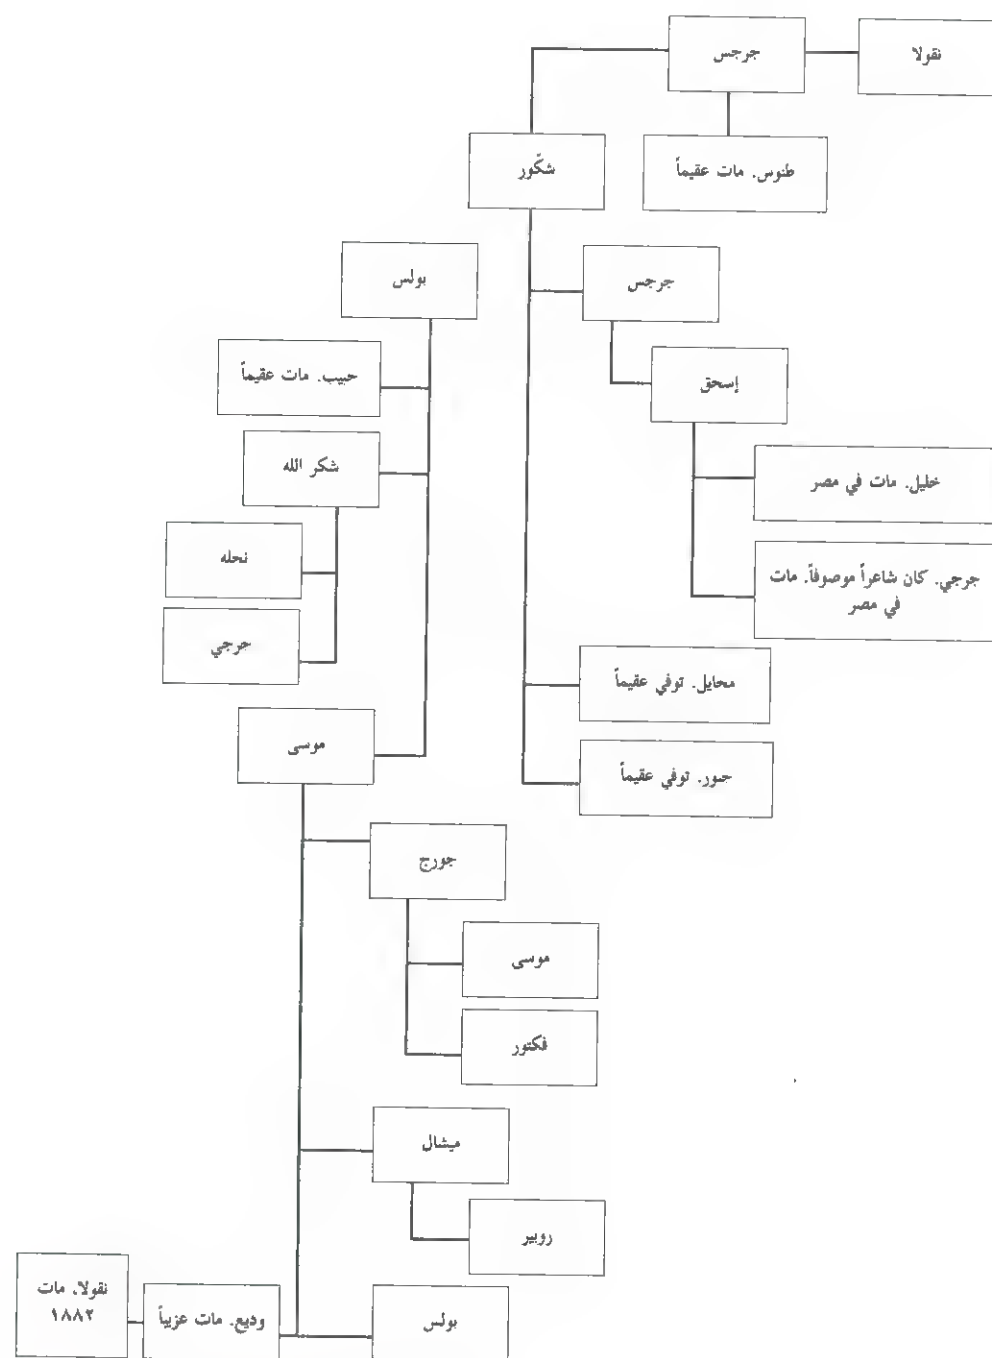 نقولا
جرجس
طنوس. مات عقيماً
شكّور
بولس
جرجس
حبيب. مات عقيماً
إسحق
شكر الله
خليل. مات في مصر
نحله
جرجي. كان شاعراً موصوفاً. مات
في مصر
جرجي
محايل. توفي عقيماً
موسى
توفي عقيماً
جورج
موسى
فكتور
ميشال
روبير
نقولا. مات
١٨٨٢
وديع. مات عزيباً
بولس